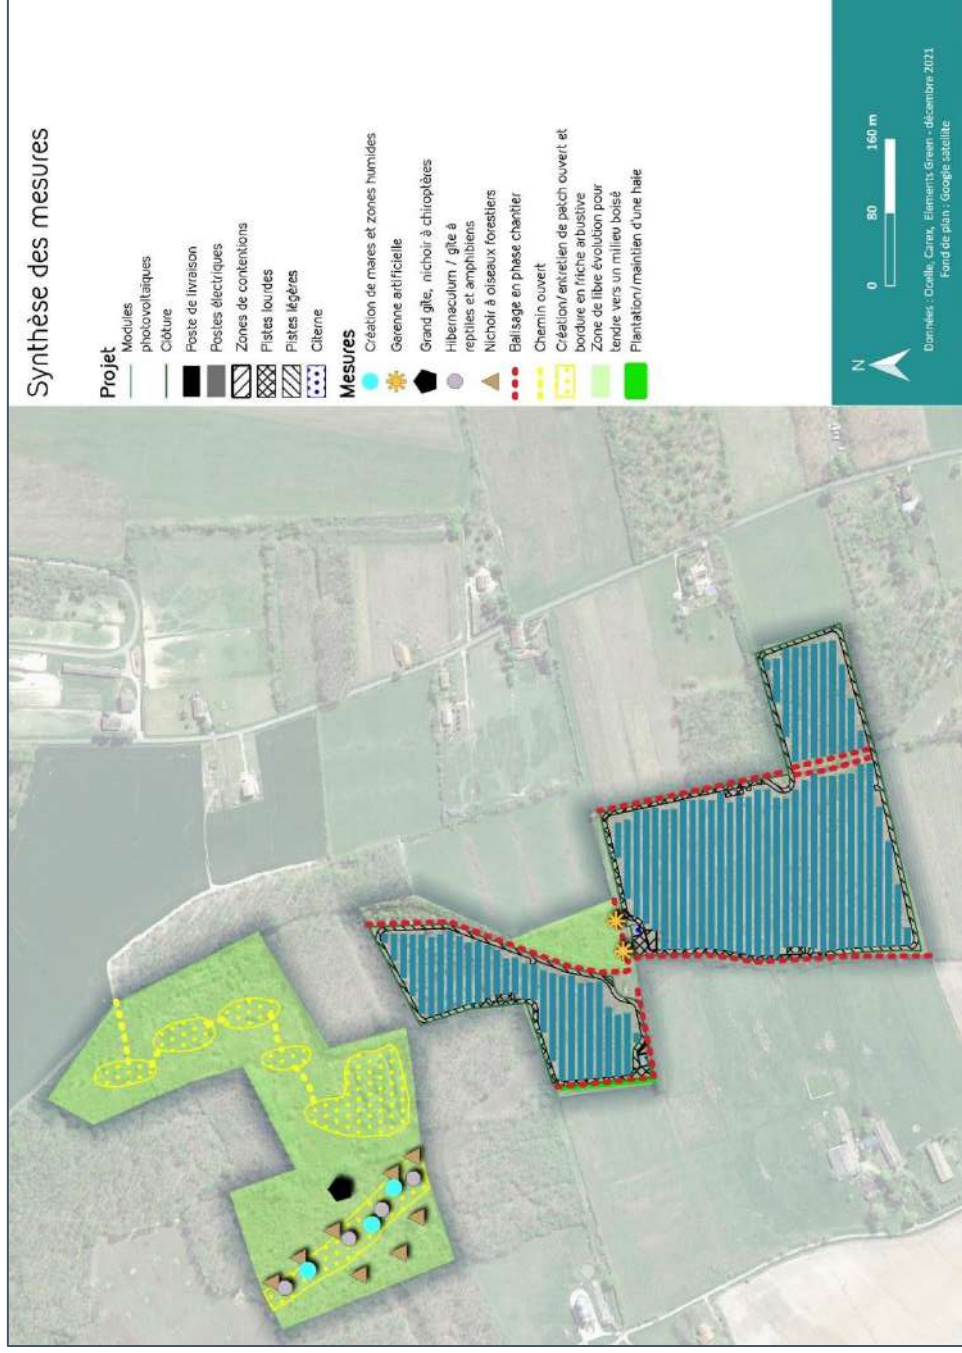 Synthèse des mesures
Projet
Modules
photovoltaïques
Clôture
Poste de livraison
Postes électriques
Zones de contentions
Pistes lourdes
Pistes légères
Citerne
Mesures
Création de mares et zones humides
Garenne artificielle
Grand gîte, nichoir à chiroptères
Hibernaculum / gîte à
reptiles et amphibiens
Nichoir à oiseaux forestiers
Balisage en phase chantier
Chemin ouvert
Création/entretien de patch ouvert et
bordure en friche arbustive
Zone de libre évolution pour
tendre vers un milieu boisé
Plantation/maintien d'une haie
N
0 80 160 m
Données : Ocelle, Carex, Elements Green - décembre 2021
Fond de plan : Google satellite